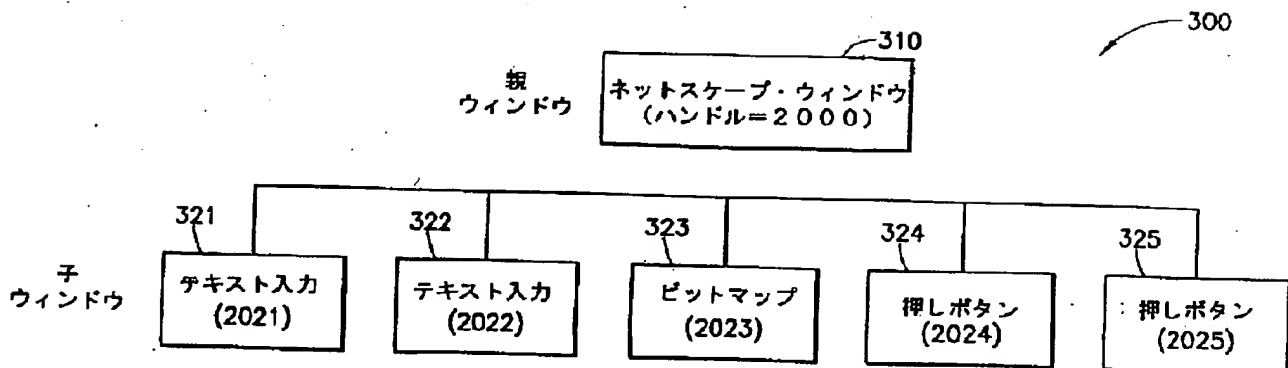 300
310
親
ウィンドウ
ネットスケープ・ウィンドウ
(ハンドル=2000)
321
322
323
324
325
子
ウィンドウ
テキスト入力
(2021)
テキスト入力
(2022)
ビットマップ
(2023)
押しボタン
(2024)
押しボタン
(2025)